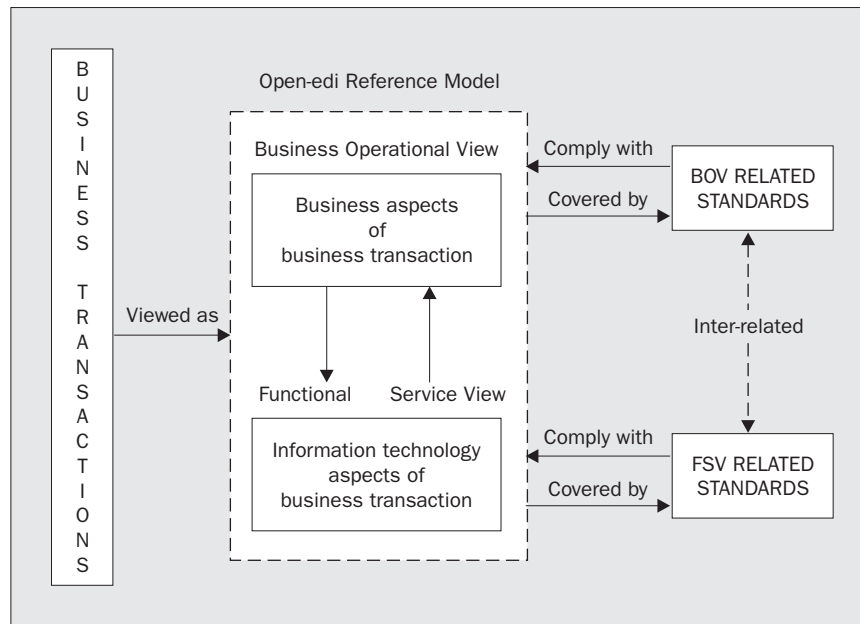 BUSINESS TRANSACTIONS
Open-edi Reference Model
Business Operational View
Business aspects
of
business transaction
Viewed as
Functional Service View
Information technology
aspects of
business transaction
Comply with
Covered by
BOV RELATED
STANDARDS
Inter-related
Comply with
Covered by
FSV RELATED
STANDARDS